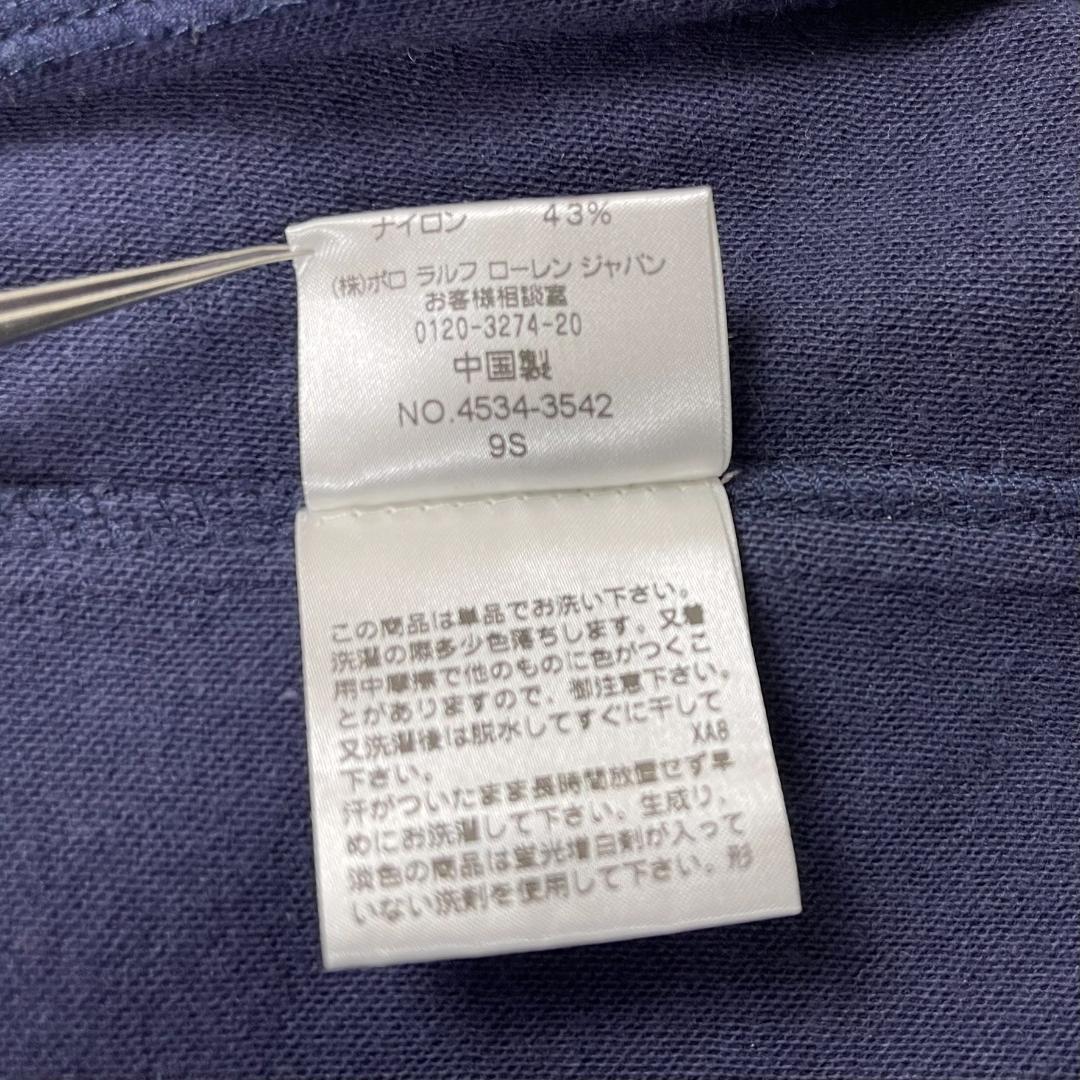 ナイロン 43%
(株)ポロ ラルフ ローレン ジャパン
お客様相談室
0120-3274-20
中国製
NO.4534-3542
9S
この商品は単品でお洗い下さい。
洗濯の際多少色落ちします。又着
用中摩擦で他のものに色がつくこ
とがありますので、御注意下さい。
又洗濯後は脱水してすぐに干して
下さい。 XA8
汗がついたまま長時間放置せず早
めにお洗濯して下さい。生成り、
淡色の商品は蛍光増白剤が入って
いない洗剤を使用して下さい。形